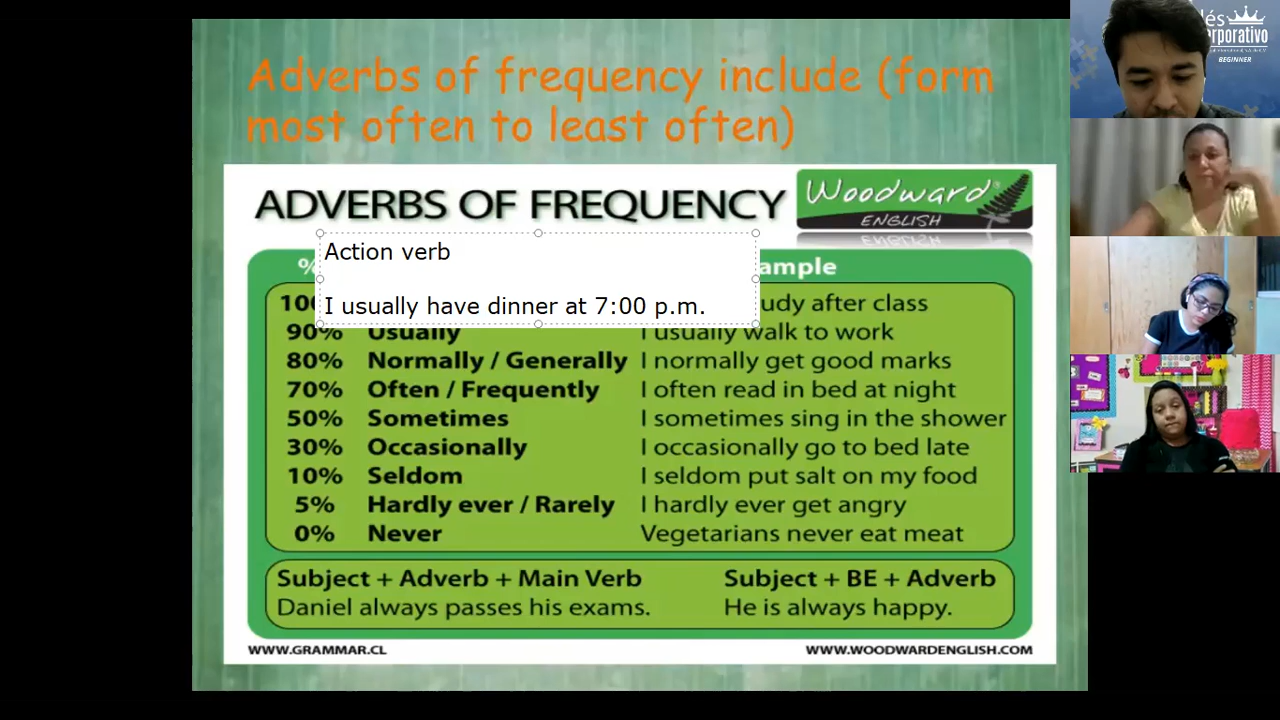 Adverbs of frequency include (form
most often to least often)
ADVERBS OF FREQUENCY
Woodward®
ENGLISH
Action verb
I usually have dinner at 7:00 p.m.
90% Usually I usually walk to work
80% Normally / Generally I normally get good marks
70% Often / Frequently I often read in bed at night
50% Sometimes I sometimes sing in the shower
30% Occasionally I occasionally go to bed late
10% Seldom I seldom put salt on my food
5% Hardly ever / Rarely I hardly ever get angry
0% Never Vegetarians never eat meat
after class
Subject + Adverb + Main Verb
Daniel always passes his exams.
Subject + BE + Adverb
He is always happy.
WWW.GRAMMAR.CL
WWW.WOODWARDENGLISH.COM
BEGINNER